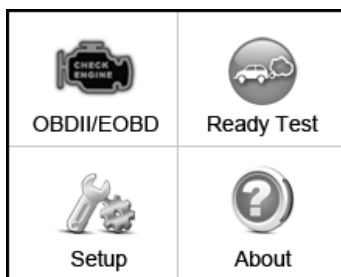 CHECK
ENGINE
OBDII/EOBD
Ready Test
?
Setup
About